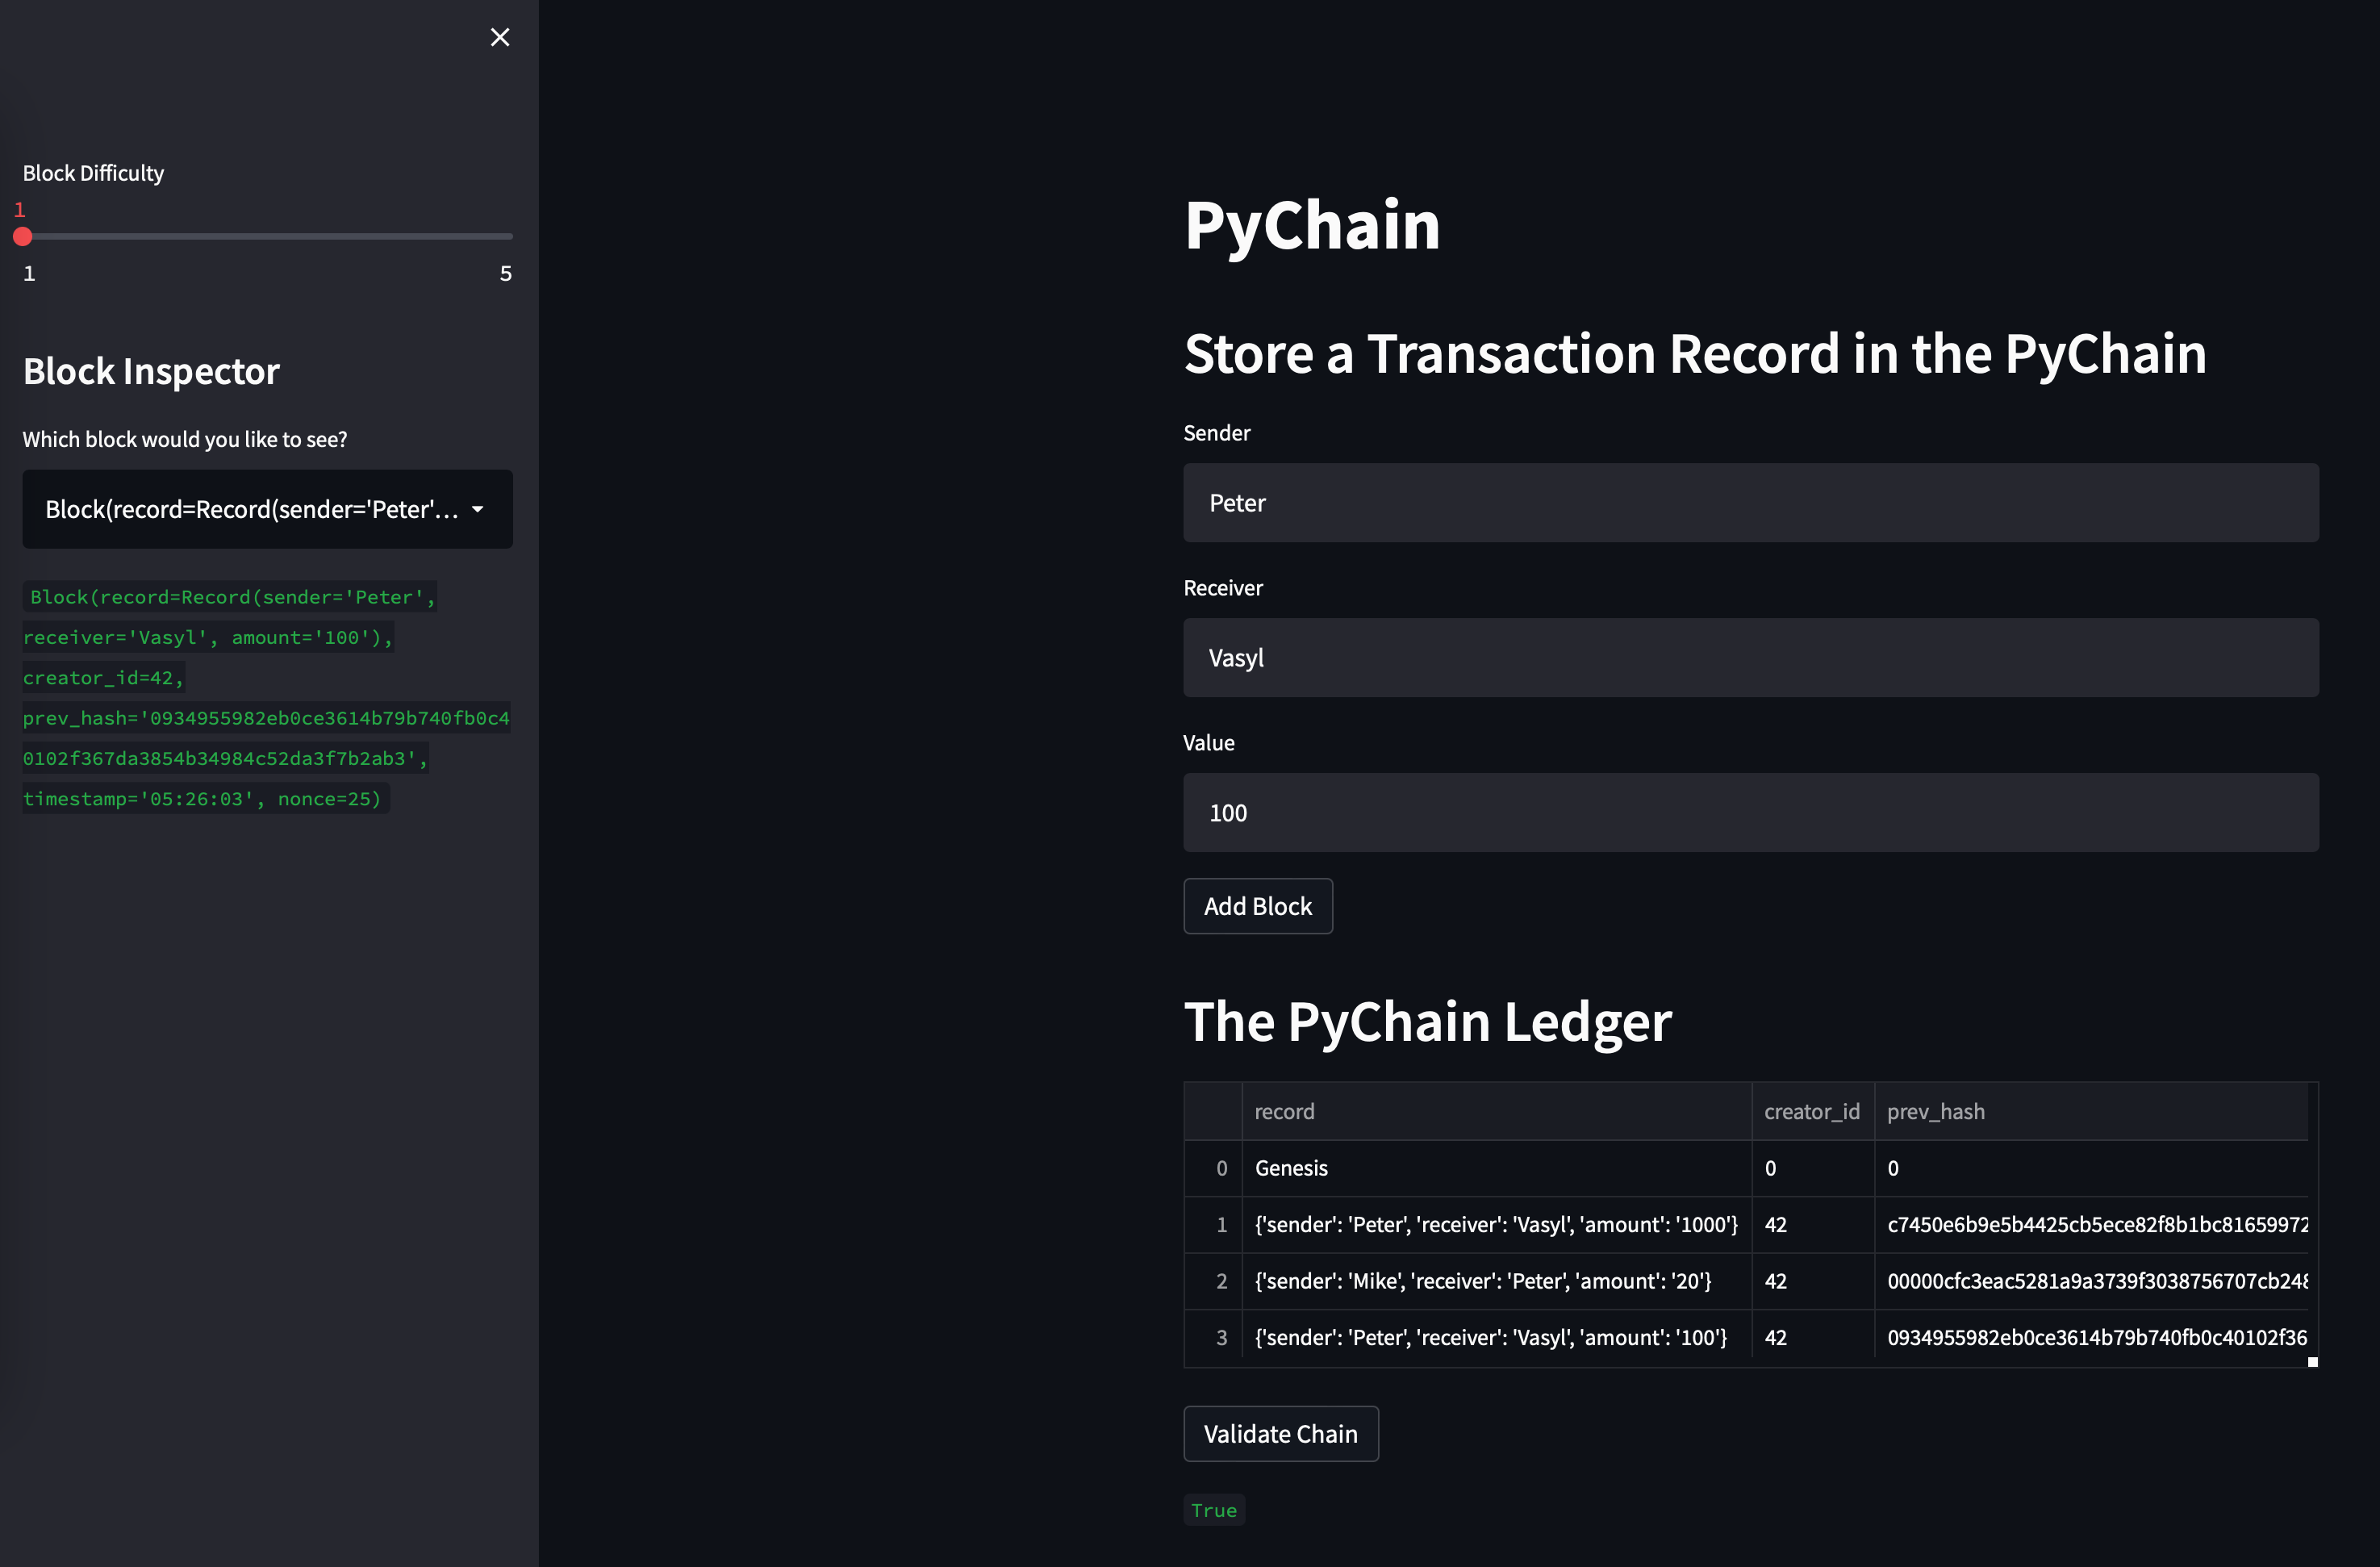 Block Difficulty
1
1 5
Block Inspector
Which block would you like to see?
Block(record=Record(sender='Peter'...
Block(record=Record(sender='Peter',
receiver='Vasyl', amount='100'),
creator_id=42,
prev_hash='0934955982eb0ce3614b79b740fb0c4
0102f367da3854b34984c52da3f7b2ab3',
timestamp='05:26:03', nonce=25)
PyChain
Store a Transaction Record in the PyChain
Sender
Peter
Receiver
Vasyl
Value
100
Add Block
The PyChain Ledger
record creator_id prev_hash
0 Genesis 0 0
1 {'sender': 'Peter', 'receiver': 'Vasyl', 'amount': '1000'} 42 c7450e6b9e5b4425cb5ece82f8b1bc81659972
2 {'sender': 'Mike', 'receiver': 'Peter', 'amount': '20'} 42 00000cfc3eac5281a9a3739f3038756707cb248
3 {'sender': 'Peter', 'receiver': 'Vasyl', 'amount': '100'} 42 0934955982eb0ce3614b79b740fb0c40102f36
Validate Chain
True